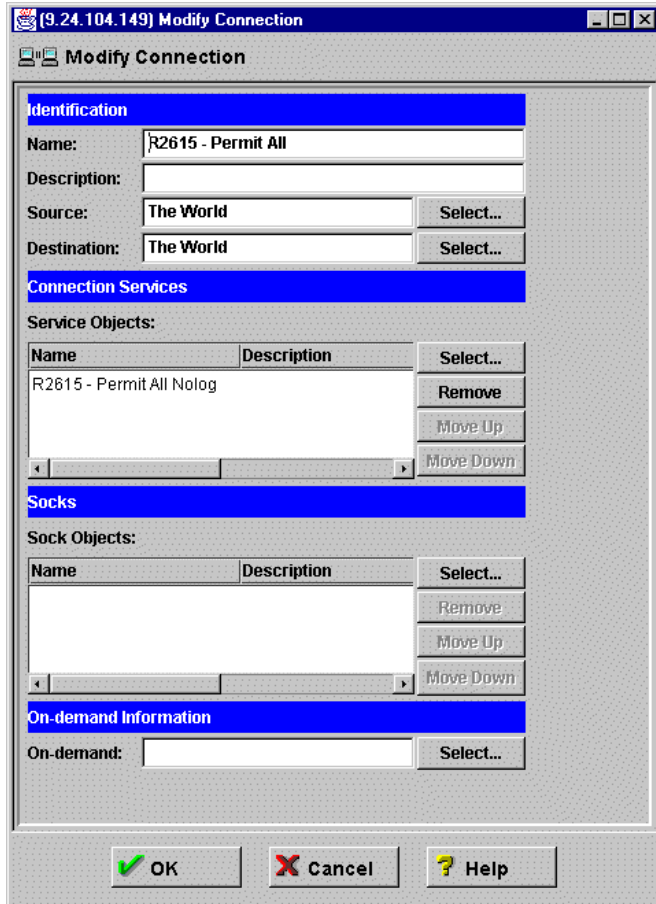 (9.24.104.149) Modify Connection
Modify Connection
Identification
Name: R2615 - Permit All
Description:
Source: The World Select...
Destination: The World Select...
Connection Services
Service Objects:
Name Description Select...
R2615 - Permit All Nolog Remove
Move Up
Move Down
Socks
Sock Objects:
Name Description Select...
Remove
Move Up
Move Down
On-demand Information
On-demand: Select...
OK Cancel Help